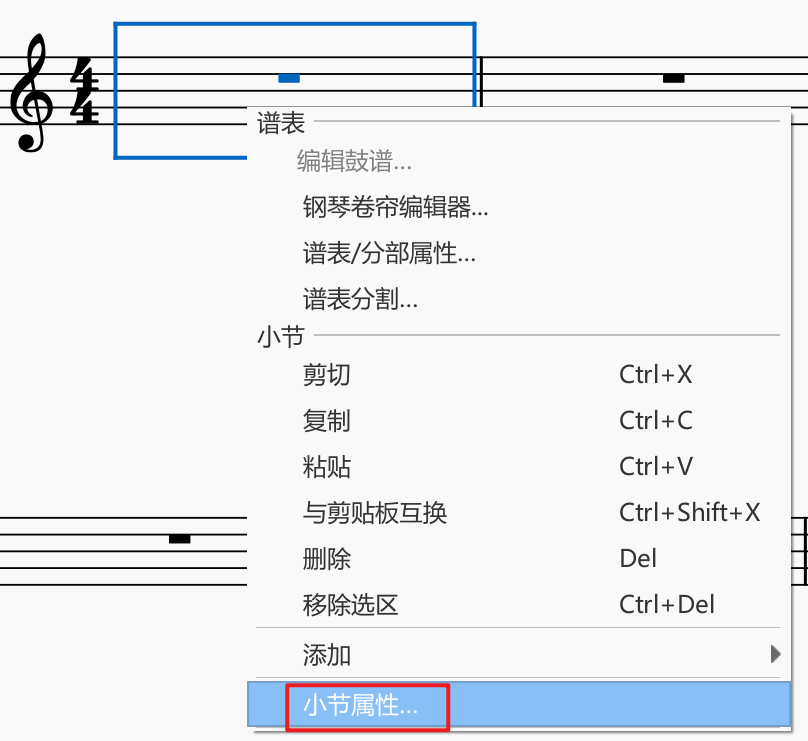 4
4
谱表
编辑鼓谱...
钢琴卷帘编辑器...
谱表/分部属性...
谱表分割...
小节
剪切 Ctrl+X
复制 Ctrl+C
粘贴 Ctrl+V
与剪贴板互换 Ctrl+Shift+X
删除 Del
移除选区 Ctrl+Del
添加
小节属性...